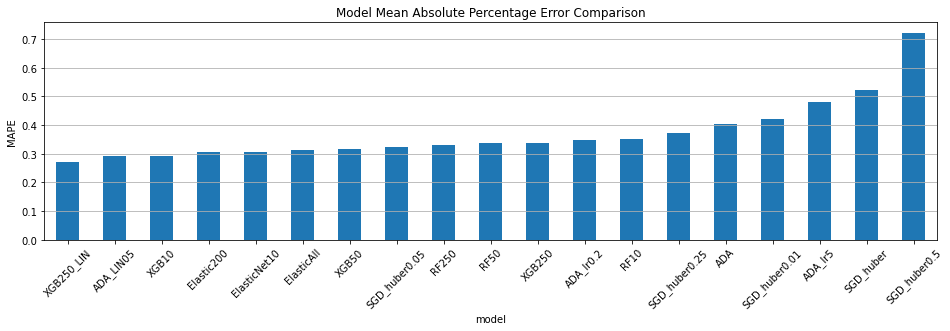 Model Mean Absolute Percentage Error Comparison
MAPE
0.7
0.6
0.5
0.4
0.3
0.2
0.1
0.0
XGB250_LIN
ADA_LIN05
XGB10
Elastic200
ElasticNet10
ElasticAll
XGB50
SGD_huber0.05
RF250
RF50
XGB250
ADA_lr0.2
RF10
SGD_huber0.25
ADA
SGD_huber0.01
ADA_lr5
SGD_huber
SGD_huber0.5
model